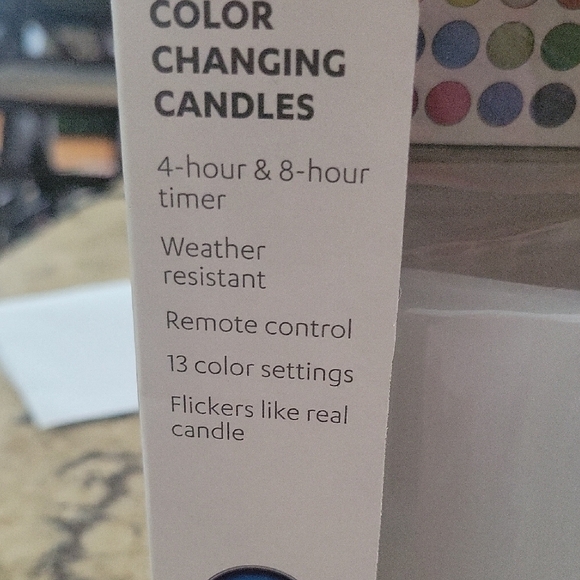 COLOR
CHANGING
CANDLES
4-hour & 8-hour
timer
Weather
resistant
Remote control
13 color settings
Flickers like real
candle